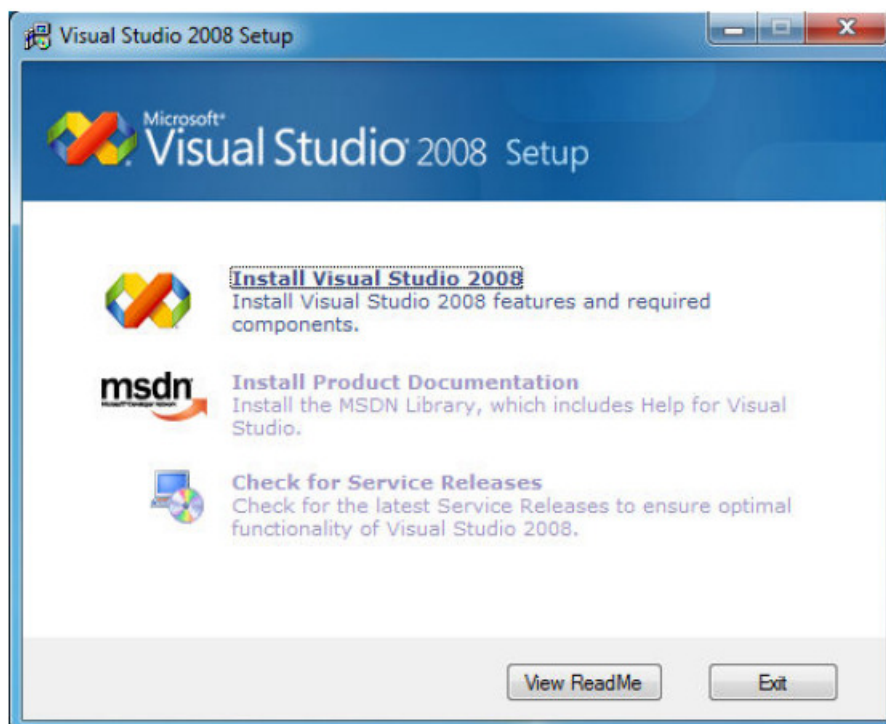 Visual Studio 2008 Setup
Microsoft®
Visual Studio® 2008 Setup
Install Visual Studio 2008
Install Visual Studio 2008 features and required
components.
msdn
Install Product Documentation
Install the MSDN Library, which includes Help for Visual
Studio.
Check for Service Releases
Check for the latest Service Releases to ensure optimal
functionality of Visual Studio 2008.
View ReadMe
Exit